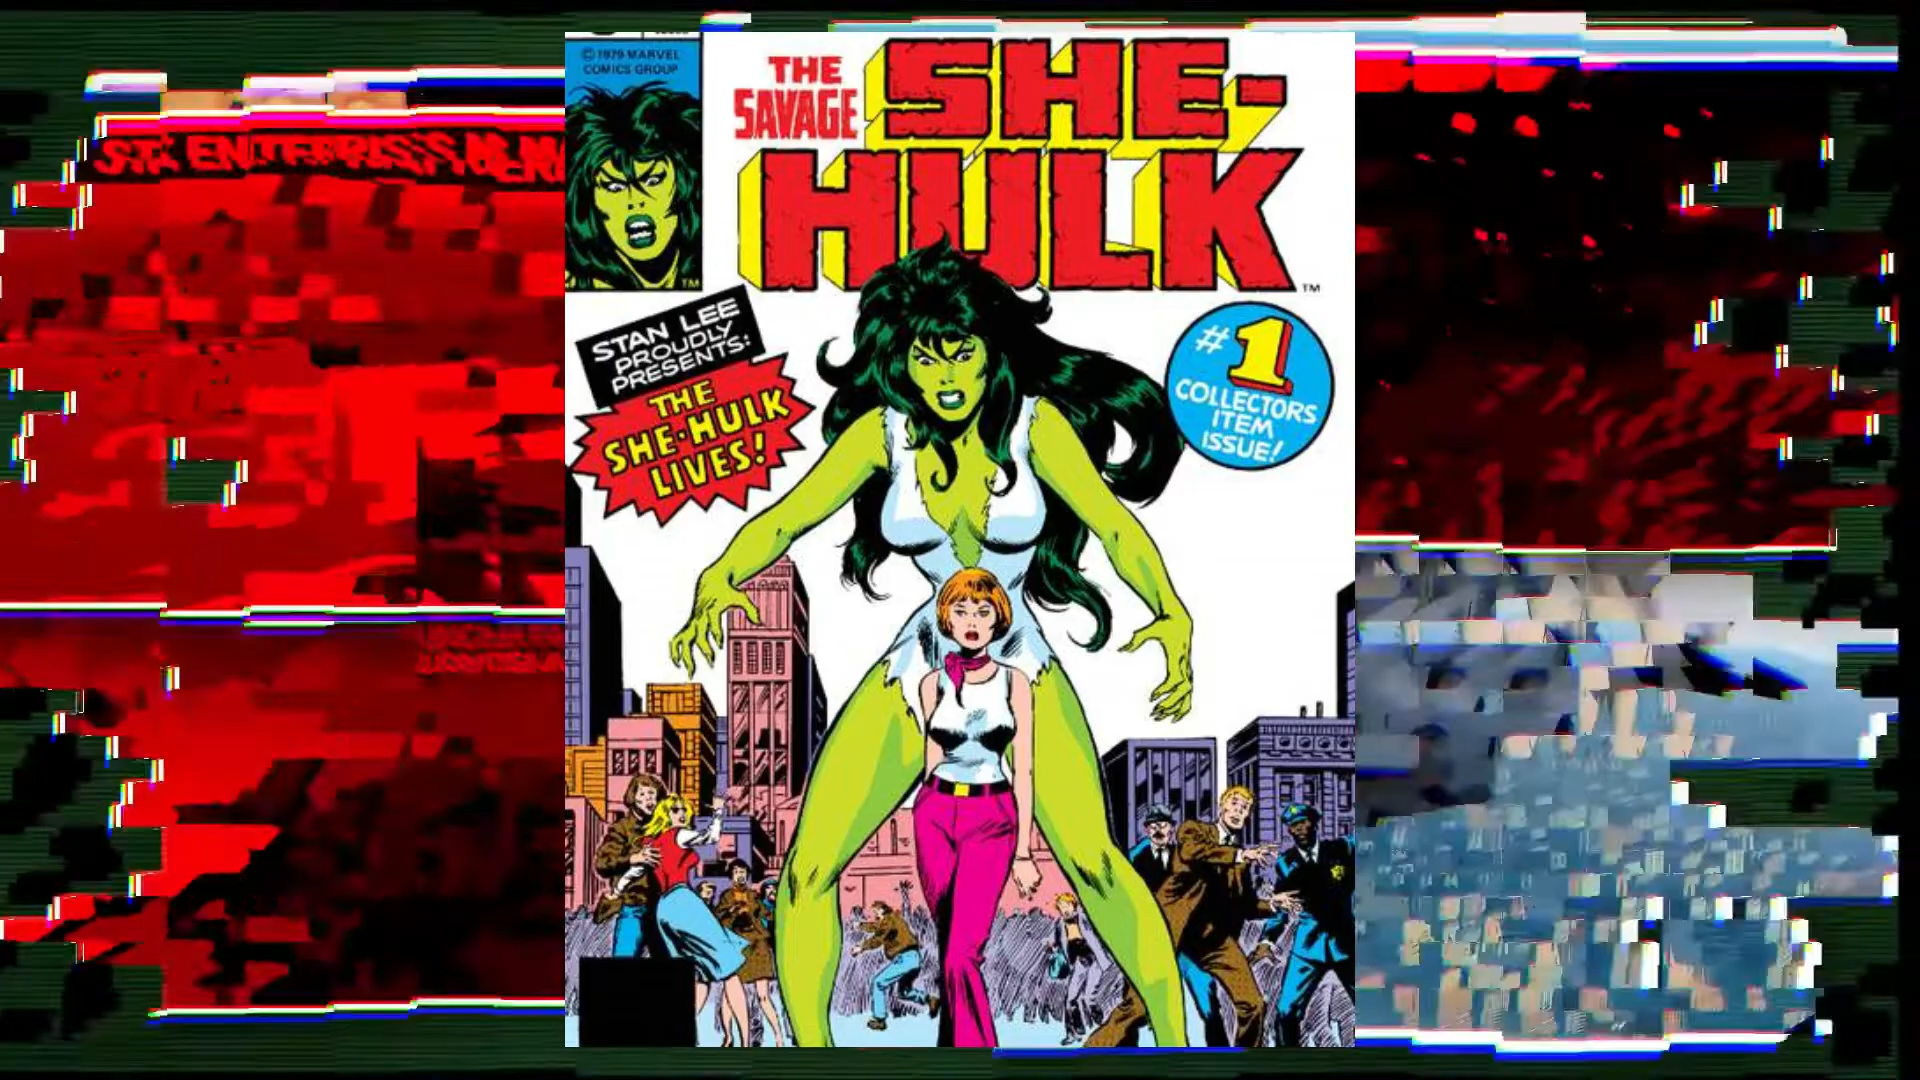 © 1979 MARVEL
COMICS GROUP
THE
SAVAGE
SHE-
HULK
TM
TM
STAN LEE
PROUDLY
PRESENTS:
THE
SHE-HULK
LIVES!
#1
COLLECTORS
ITEM
ISSUE!